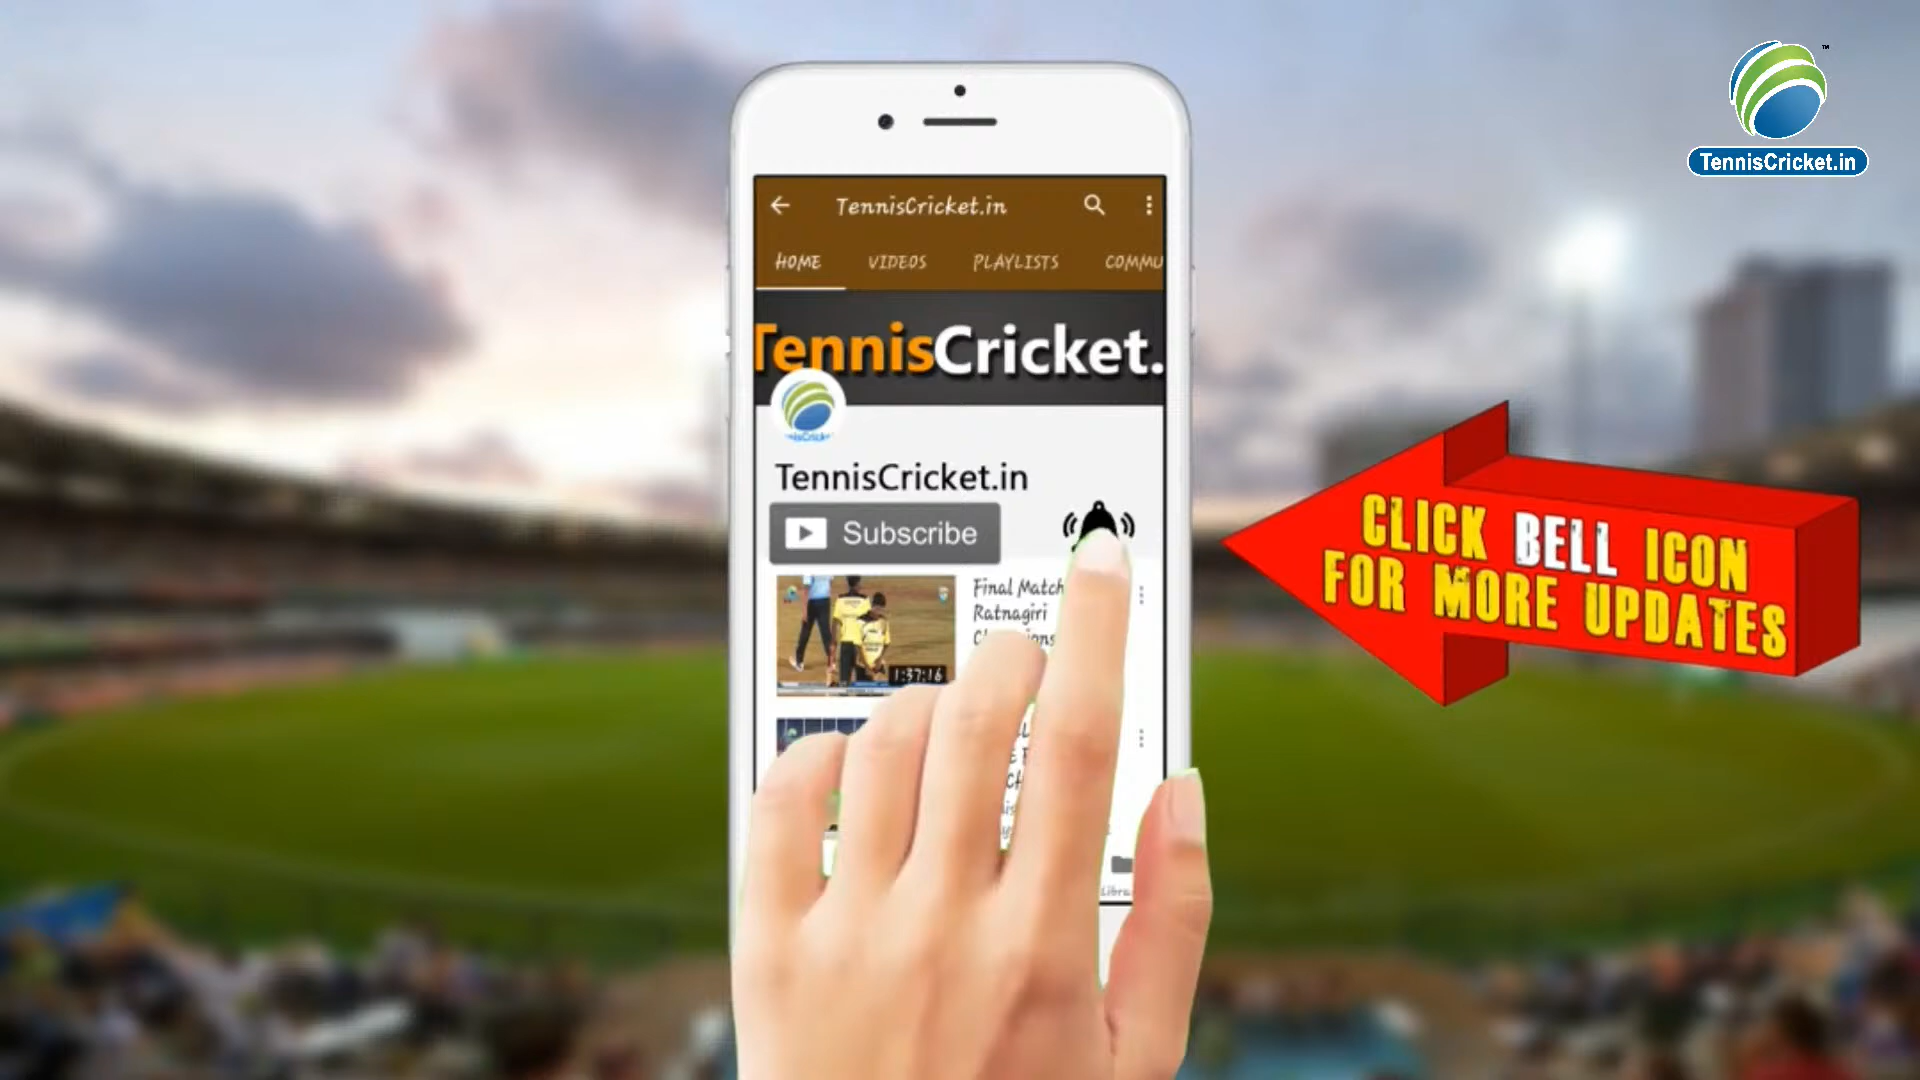 TennisCricket.in
TennisCricket.in
HOME VIDEOS PLAYLISTS COMMU
TennisCricket.
TennisCricket.in
Subscribe
Final Match
Ratnagiri
1:37:16
CLICK BELL ICON
FOR MORE UPDATES